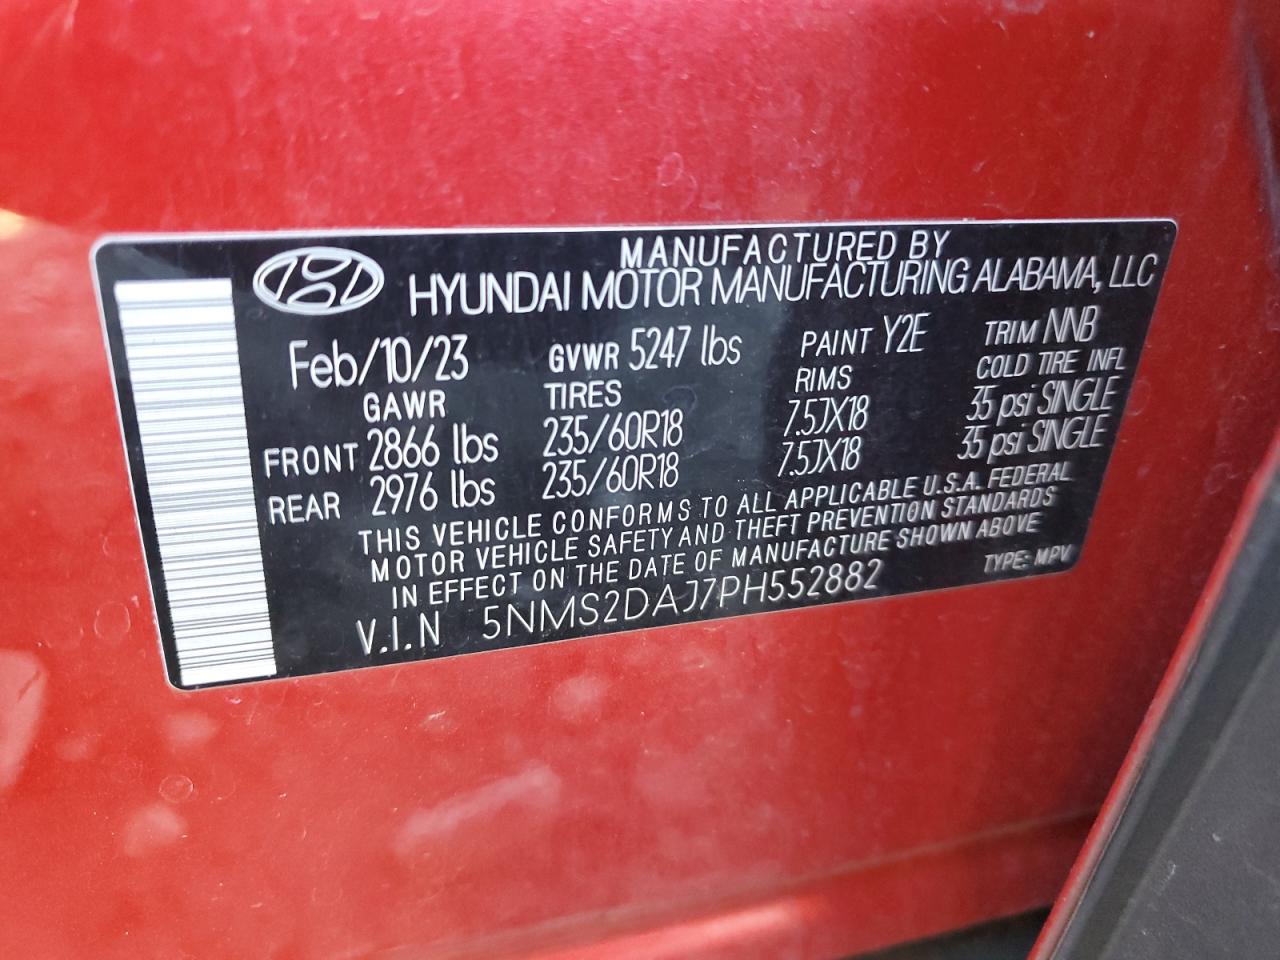 MANUFACTURED BY
HYUNDAI MOTOR MANUFACTURING ALABAMA, LLC
Feb/10/23 GVWR 5247 lbs PAINT Y2E TRIM NNB
GAWR TIRES RIMS COLD TIRE INFL
FRONT 2866 lbs 235/60R18 7.5JX18 35 psi SINGLE
REAR 2976 lbs 235/60R18 7.5JX18 35 psi SINGLE
THIS VEHICLE CONFORMS TO ALL APPLICABLE U.S.A. FEDERAL
MOTOR VEHICLE SAFETY AND THEFT PREVENTION STANDARDS
IN EFFECT ON THE DATE OF MANUFACTURE SHOWN ABOVE
V.I.N 5NMS2DAJ7PH552882 TYPE: MPV